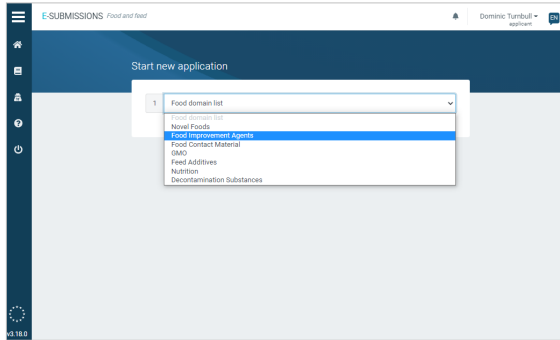 E-SUBMISSIONS Food and feed
Dominic Turnbull
applicant
EN
Start new application
1 Food domain list
Food domain list
Novel Foods
Food Improvement Agents
Food Contact Material
GMO
Feed Additives
Nutrition
Decontamination Substances
v3.18.0